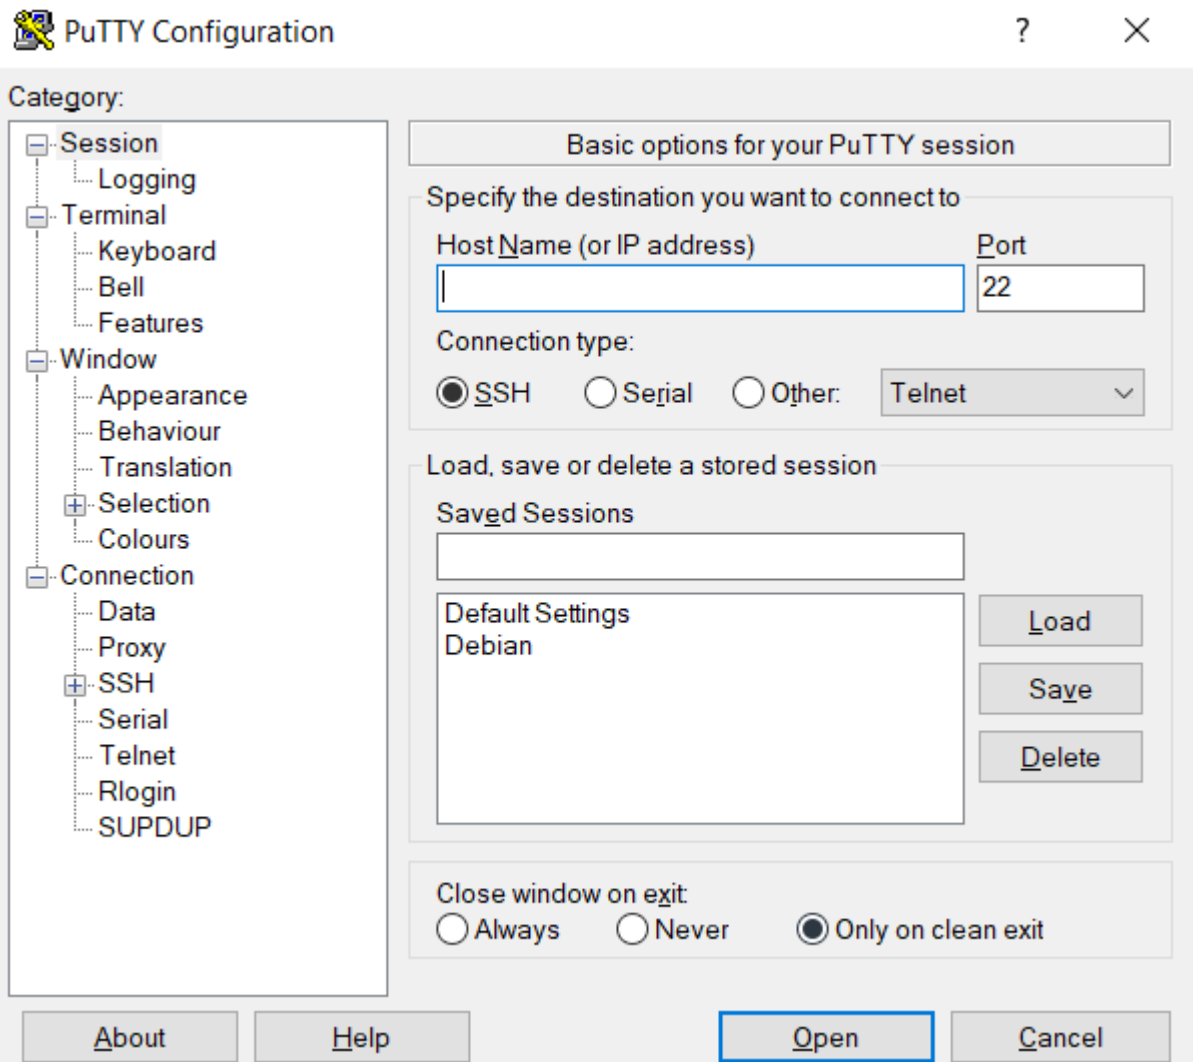 PuTTY Configuration
?
Category:
Session
Logging
Terminal
Keyboard
Bell
Features
Window
Appearance
Behaviour
Translation
Selection
Colours
Connection
Data
Proxy
SSH
Serial
Telnet
Rlogin
SUPDUP
Basic options for your PuTTY session
Specify the destination you want to connect to
Host Name (or IP address) Port
22
Connection type:
SSH Serial Other: Telnet
Load, save or delete a stored session
Saved Sessions
Default Settings
Debian
Load
Save
Delete
Close window on exit:
Always Never Only on clean exit
About Help Open Cancel